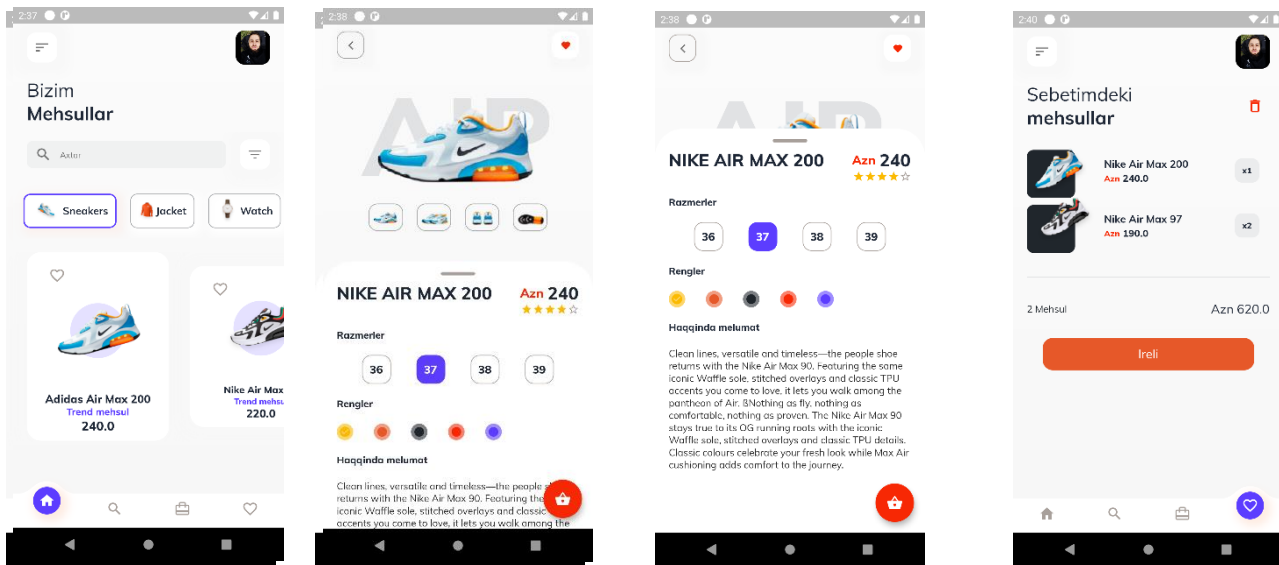 2:37
Bizim
Mehsullar
Axtar
Sneakers
Jacket
Watch
Adidas Air Max 200
Trend mehsul
240.0
Nike Air Max
Trend mehsu
220.0
2:38
AIR
NIKE AIR MAX 200
Azn 240
Razmerler
36
37
38
39
Rengler
Haqqinda melumat
Clean lines, versatile and timeless—the people s
returns with the Nike Air Max 90. Featuring the
iconic Waffle sole, stitched overlays and classic
accents you come to love, it lets you walk among the
2:38
AIR
NIKE AIR MAX 200
Azn 240
Razmerler
36
37
38
39
Rengler
Haqqinda melumat
Clean lines, versatile and timeless—the people shoe
returns with the Nike Air Max 90. Featuring the same
iconic Waffle sole, stitched overlays and classic TPU
accents you come to love, it lets you walk among the
pantheon of Air. ßNothing as fly, nothing as
comfortable, nothing as proven. The Nike Air Max 90
stays true to its OG running roots with the iconic
Waffle sole, stitched overlays and classic TPU details.
Classic colours celebrate your fresh look while Max Air
cushioning adds comfort to the journey.
2:40
Sebetimdeki
mehsullar
Nike Air Max 200
Azn 240.0
x1
Nike Air Max 97
Azn 190.0
x2
2 Mehsul
Azn 620.0
Ireli